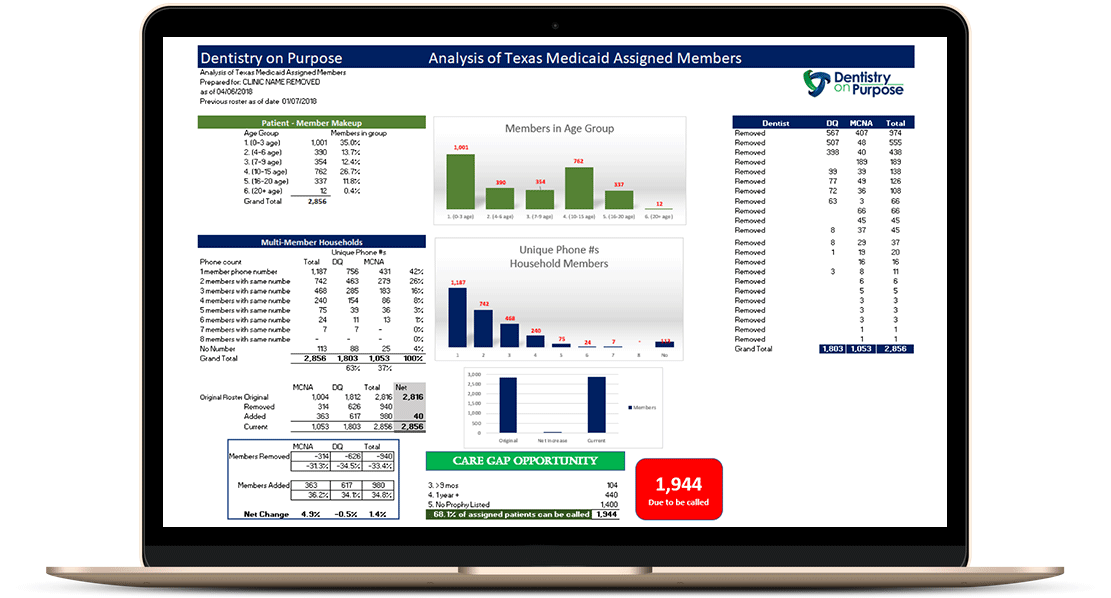 Dentistry on Purpose Analysis of Texas Medicaid Assigned Members
Analysis of Texas Medicaid Assigned Members
Prepared for: CLINIC NAME REMOVED
as of 04/06/2018
Previous roster as of date 01/07/2018
Dentistry
on Purpose
Patient - Member Makeup
Age Group Members in group
1. (0-3 age) 1,001 35.0%
2. (4-6 age) 390 13.7%
3. (7-9 age) 354 12.4%
4. (10-15 age) 762 26.7%
5. (16-20 age) 337 11.8%
6. (20+ age) 12 0.4%
Grand Total 2,856
Members in Age Group
1,001 390 354 762 337 12
1. (0-3 age) 2. (4-6 age) 3. (7-9 age) 4. (10-15 age) 5. (16-20 age) 6. (20+ age)
Dentist DQ MCNA Total
Removed 567 407 974
Removed 507 48 555
Removed 398 40 438
Removed 189 189
Removed 99 39 138
Removed 77 49 126
Removed 72 36 108
Removed 63 3 66
Removed 66 66
Removed 45 45
Removed 8 37 45
Removed 8 29 37
Removed 1 19 20
Removed 16 16
Removed 3 8 11
Removed 6 6
Removed 5 5
Removed 3 3
Removed 3 3
Removed 3 3
Removed 1 1
Removed 1 1
Grand Total 1,803 1,053 2,856
Multi-Member Households
Unique Phone #s
Phone count Total DQ MCNA
1 member phone number 1,187 756 431 42%
2 members with same numbe 742 463 279 26%
3 members with same numbe 468 285 183 16%
4 members with same numbe 240 154 86 8%
5 members with same numbe 75 39 36 3%
6 members with same numbe 24 11 13 1%
7 members with same numbe 7 7 - 0%
8 members with same numbe - - - 0%
No Number 113 88 25 4%
Grand Total 2,856 1,803 1,053 100%
63% 37%
Unique Phone #s
Household Members
1,187 742 468 240 75 24 7 - 113
1 2 3 4 5 6 7 8 No
MCNA DQ Total Net
Original Roster Original 1,004 1,812 2,816 2,816
Removed 314 626 940
Added 363 617 980 40
Current 1,053 1,803 2,856 2,856
3,000
2,500
2,000
1,500
1,000
500
0
Original Net Increase Current
Members
MCNA DQ Total
Members Removed -314 -626 -940
-31.3% -34.5% -33.4%
Members Added 363 617 980
36.2% 34.1% 34.8%
Net Change 4.9% -0.5% 1.4%
CARE GAP OPPORTUNITY
3. >9 mos 104
4. 1 year + 440
5. No Prophy Listed 1,400
68.1% of assigned patients can be called 1,944
1,944
Due to be called